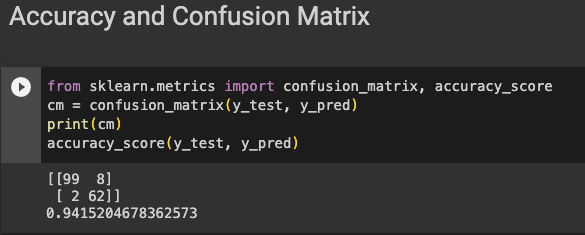 Accuracy and Confusion Matrix
from sklearn.metrics import confusion_matrix, accuracy_score
cm = confusion_matrix(y_test, y_pred)
print(cm)
accuracy_score(y_test, y_pred)
[[99  8]
 [ 2 62]]
0.9415204678362573